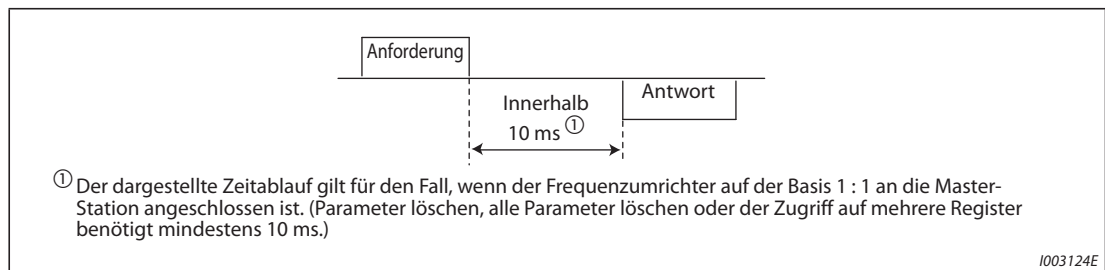 Anforderung
Antwort
Innerhalb
10 ms ①
① Der dargestellte Zeitablauf gilt für den Fall, wenn der Frequenzumrichter auf der Basis 1 : 1 an die Master-
Station angeschlossen ist. (Parameter löschen, alle Parameter löschen oder der Zugriff auf mehrere Register
benötigt mindestens 10 ms.)
I003124E